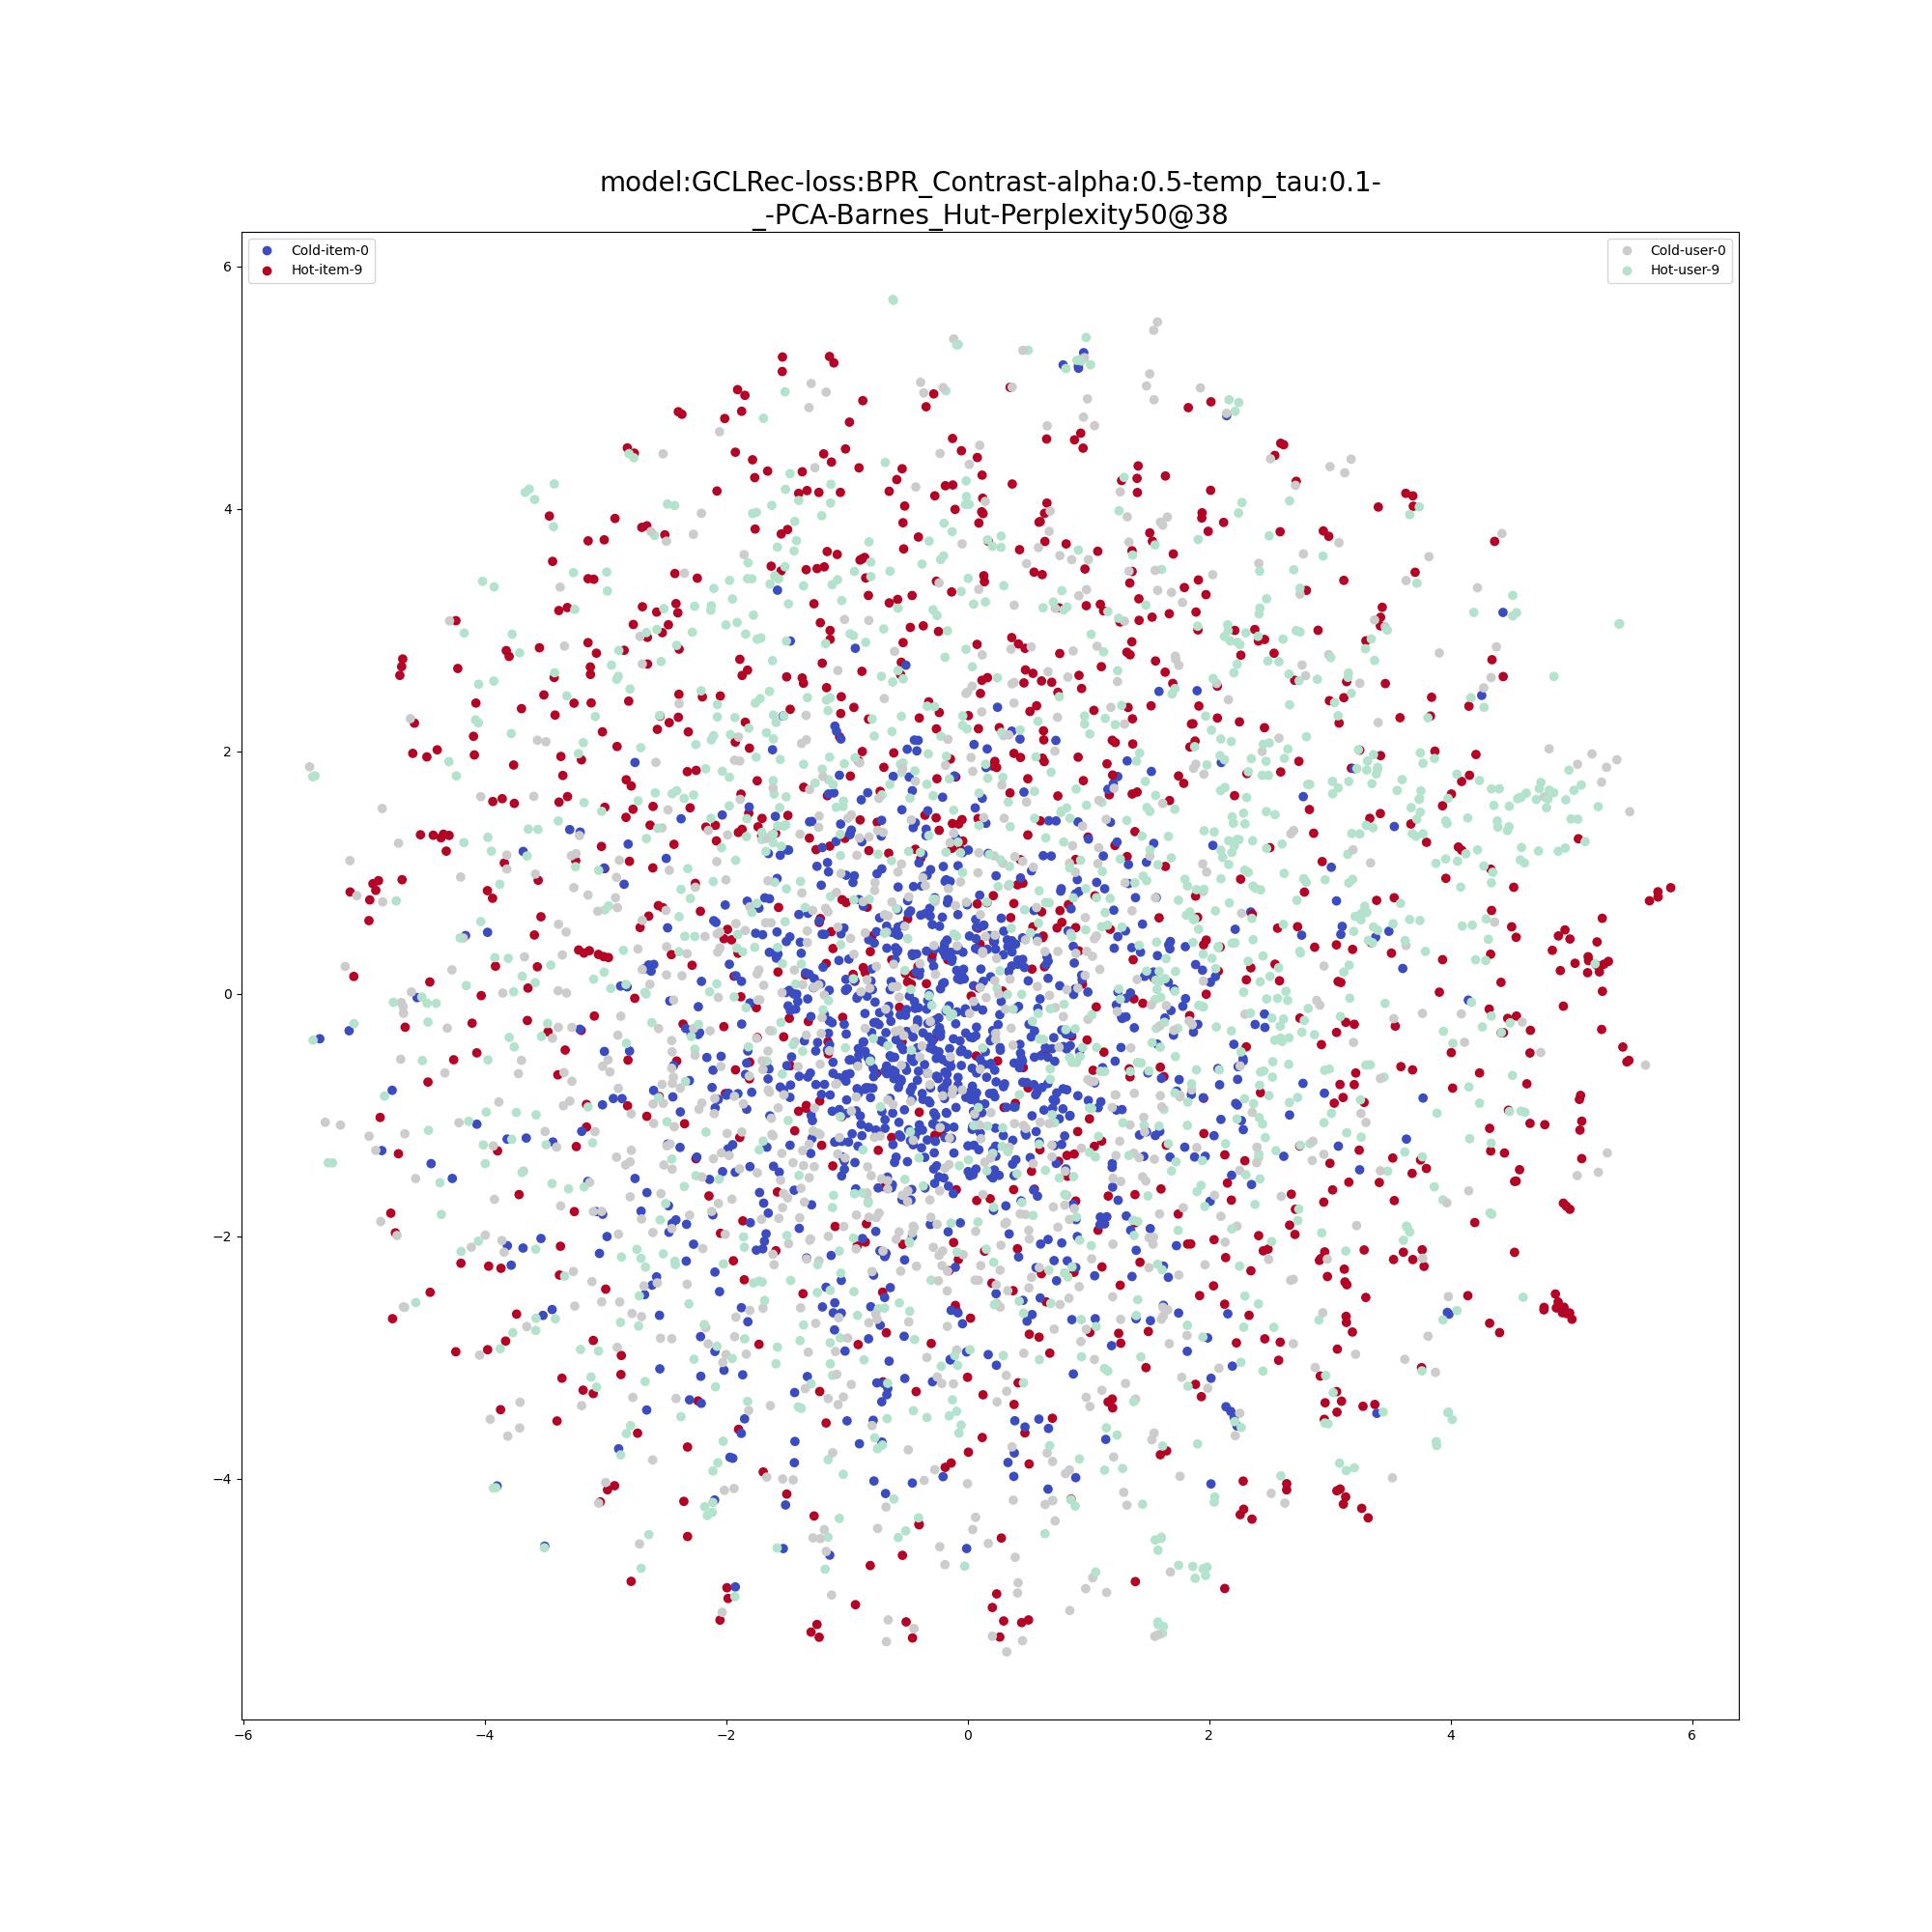 model:GCLRec-loss:BPR_Contrast-alpha:0.5-temp_tau:0.1-
_-PCA-Barnes_Hut-Perplexity50@38
Cold-item-0
Hot-item-9
Cold-user-0
Hot-user-9
6
4
2
0
−2
−4
−6
−4
−2
0
2
4
6